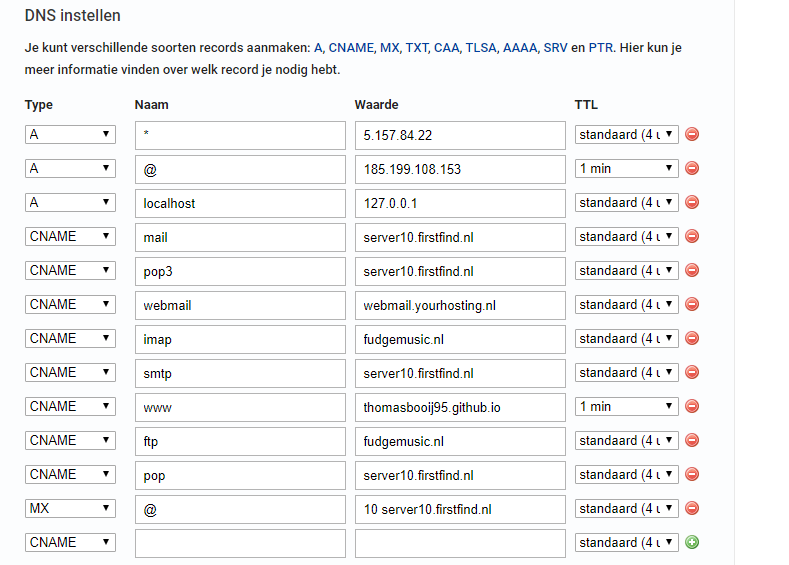 DNS instellen
Je kunt verschillende soorten records aanmaken: A, CNAME, MX, TXT, CAA, TLSA, AAAA, SRV en PTR. Hier kun je
meer informatie vinden over welk record je nodig hebt.
Type Naam Waarde TTL
A * 5.157.84.22 standaard (4 u
A @ 185.199.108.153 1 min
A localhost 127.0.0.1 standaard (4 u
CNAME mail server10.firstfind.nl standaard (4 u
CNAME pop3 server10.firstfind.nl standaard (4 u
CNAME webmail webmail.yourhosting.nl standaard (4 u
CNAME imap fudgemusic.nl standaard (4 u
CNAME smtp server10.firstfind.nl standaard (4 u
CNAME www thomasbooij95.github.io 1 min
CNAME ftp fudgemusic.nl standaard (4 u
CNAME pop server10.firstfind.nl standaard (4 u
MX @ 10 server10.firstfind.nl standaard (4 u
CNAME standaard (4 u